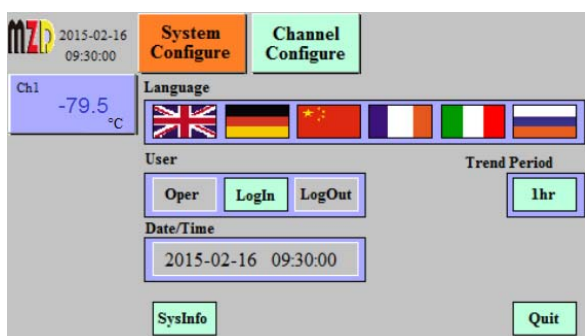 MZD 2015-02-16
09:30:00
System Configure
Channel Configure
Ch1
-79.5
°C
Language
User
Trend Period
Oper LogIn LogOut
1hr
Date/Time
2015-02-16 09:30:00
SysInfo
Quit